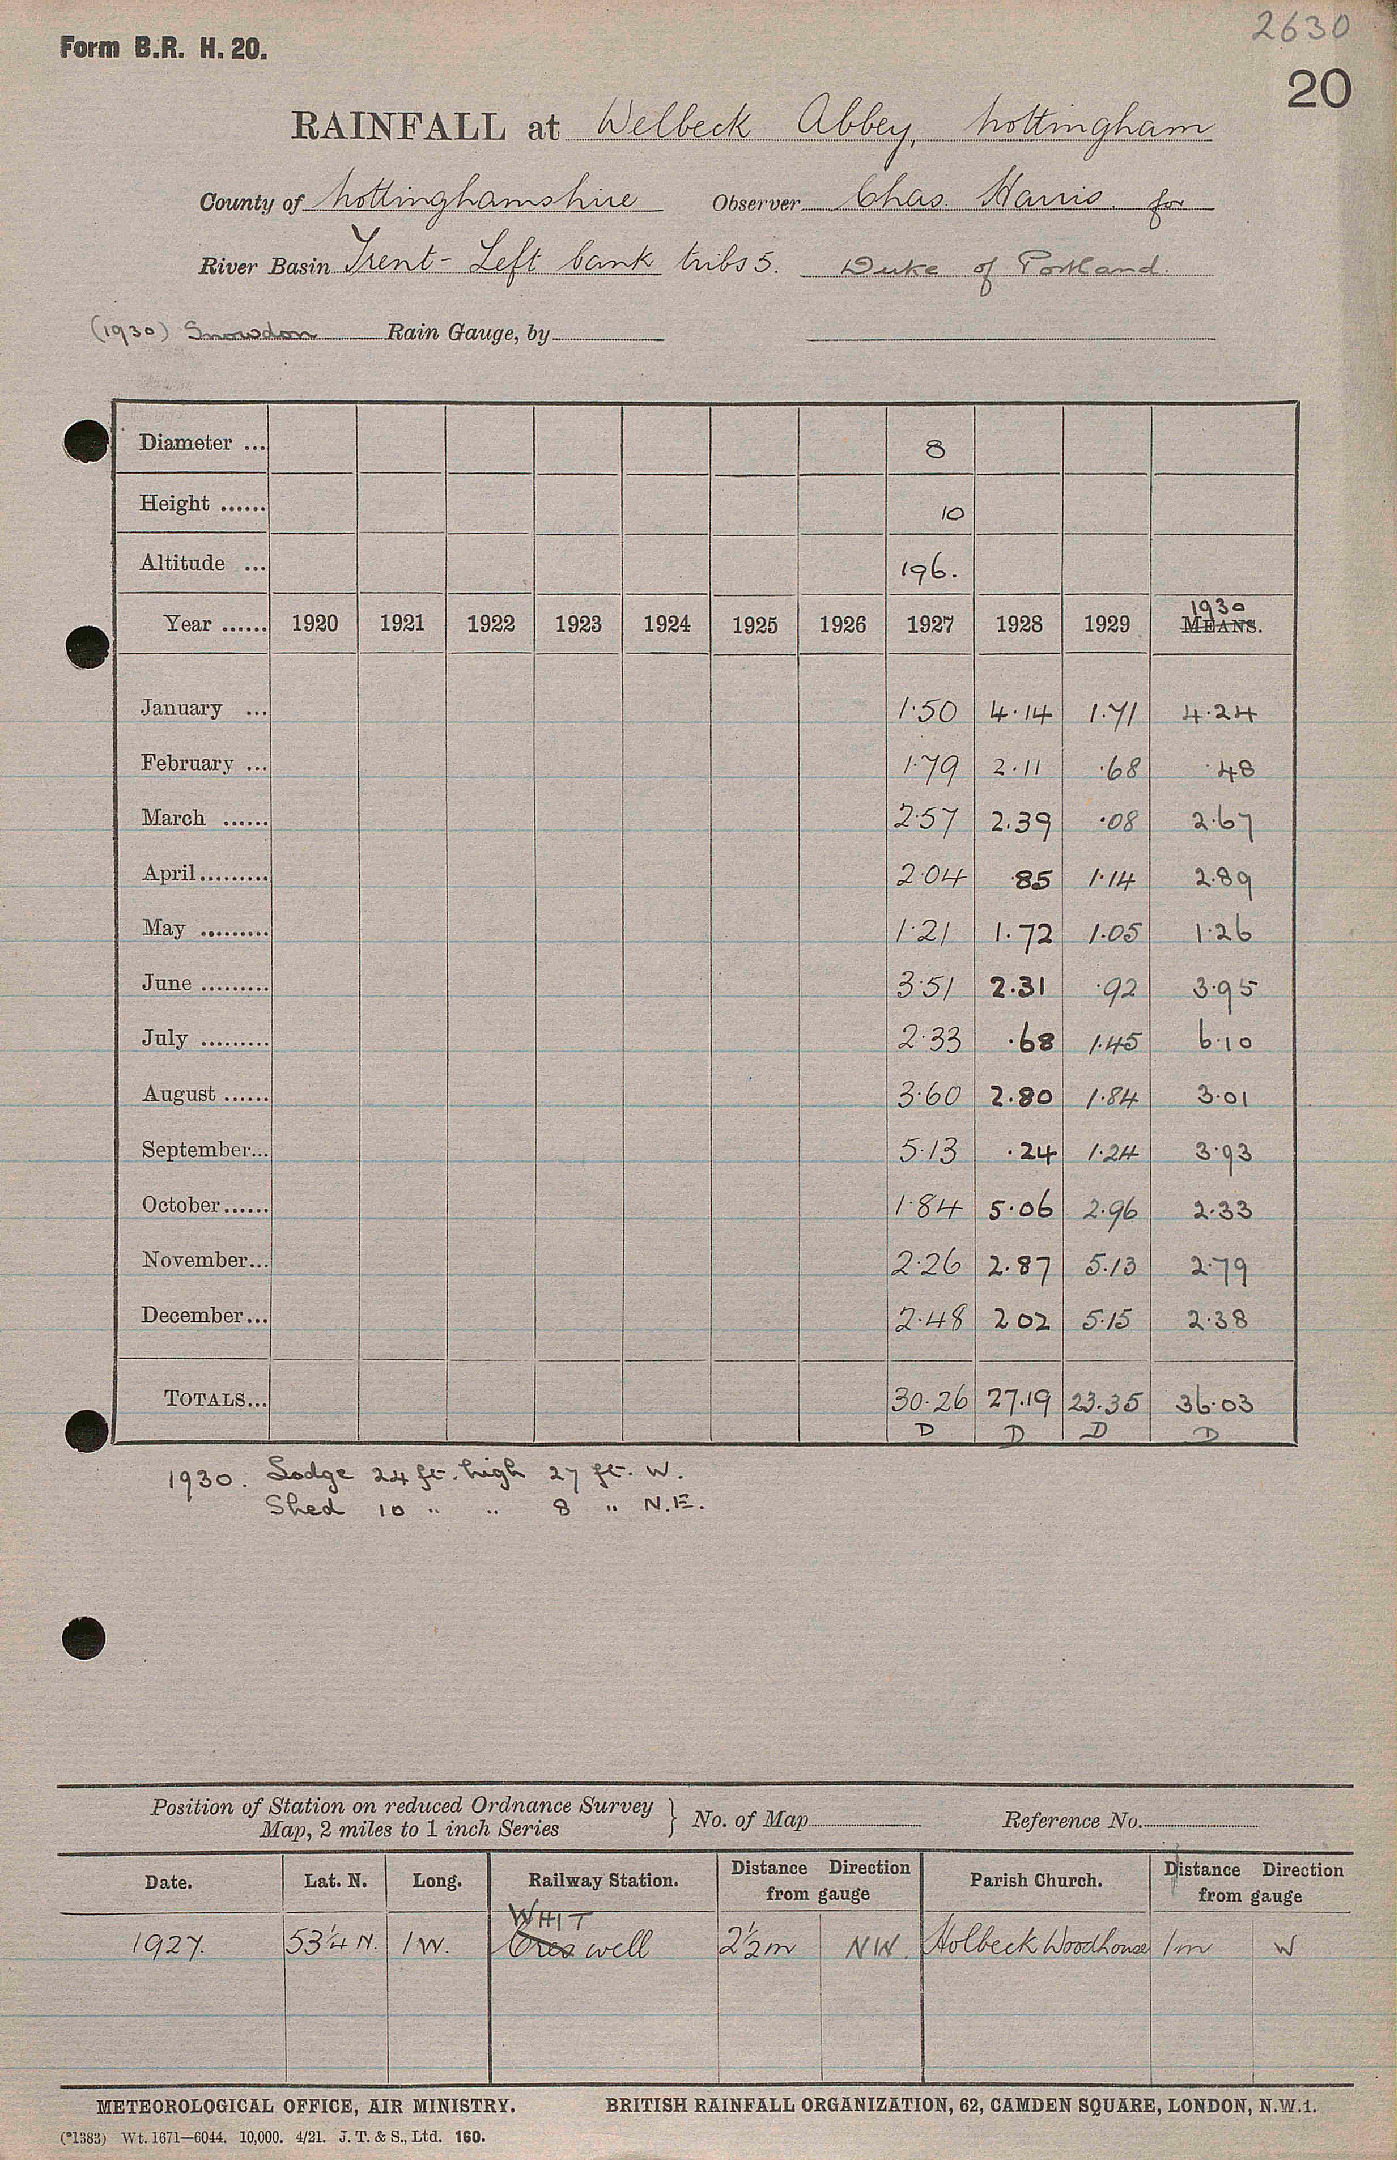 2630
Form B.R. H. 20.
20
RAINFALL at Welbeck Abbey, Nottingham
County of Nottinghamshire Observer Chas. Harris. for
River Basin Trent - Left bank tribs 5. Duke of Portland.
(1930) Snowdon Rain Gauge, by
Diameter ... 8
Height ...... 10
Altitude ... 196.
1930
Year ...... 1920 1921 1922 1923 1924 1925 1926 1927 1928 1929 MEANS.
January ... 1.50 4.14 1.71 4.24
February ... 1.79 2.11 .68 .48
March ...... 2.57 2.39 .08 2.67
April ......... 2.04 .85 1.14 2.89
May ......... 1.21 1.72 1.05 1.26
June ......... 3.51 2.31 .92 3.95
July ......... 2.33 .68 1.45 6.10
August ...... 3.60 2.80 1.84 3.01
September... 5.13 .24 1.24 3.93
October...... 1.84 5.06 2.96 2.33
November... 2.26 2.87 5.13 2.79
December... 2.48 2 02 5.15 2.38
TOTALS... 30.26 27.19 23.35 36.03
D D D D
1930. Lodge 24 ft. high 27 ft. W.
Shed 10 " " 8 " N.E.
Position of Station on reduced Ordnance Survey
Map, 2 miles to 1 inch Series } No. of Map Reference No.
Date. Lat. N. Long. Railway Station. Distance Direction from gauge Parish Church. Distance Direction from gauge
WHIT
1927. 53¼ N. 1 W. Creswell 2½ m N W. Holbeck Woodhouse 1 m W
METEOROLOGICAL OFFICE, AIR MINISTRY. BRITISH RAINFALL ORGANIZATION, 62, CAMDEN SQUARE, LONDON, N.W.1.
(*1383) Wt. 1671—6044. 10,000. 4/21. J. T. & S., Ltd. 160.